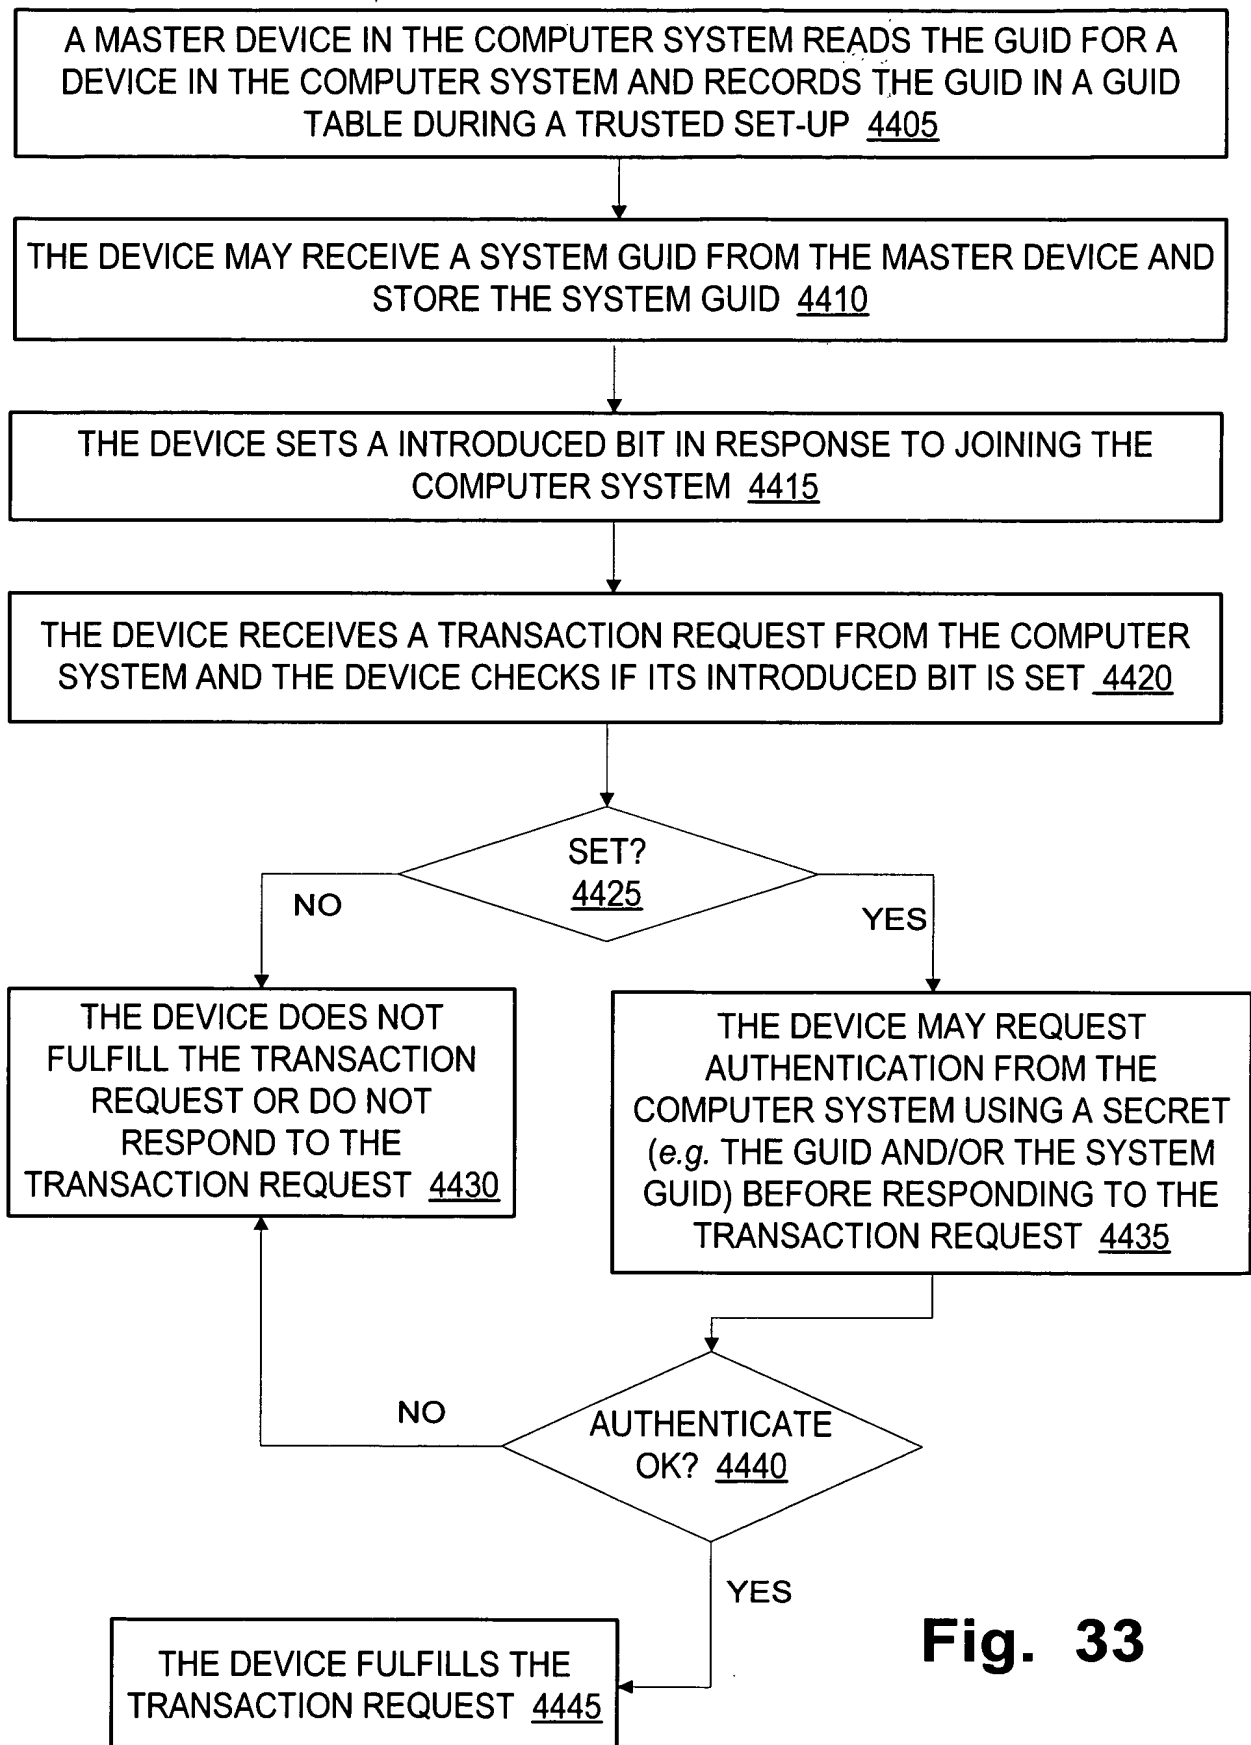 A MASTER DEVICE IN THE COMPUTER SYSTEM READS THE GUID FOR A
DEVICE IN THE COMPUTER SYSTEM AND RECORDS THE GUID IN A GUID
TABLE DURING A TRUSTED SET-UP 4405
THE DEVICE MAY RECEIVE A SYSTEM GUID FROM THE MASTER DEVICE AND
STORE THE SYSTEM GUID 4410
THE DEVICE SETS A INTRODUCED BIT IN RESPONSE TO JOINING THE
COMPUTER SYSTEM 4415
THE DEVICE RECEIVES A TRANSACTION REQUEST FROM THE COMPUTER
SYSTEM AND THE DEVICE CHECKS IF ITS INTRODUCED BIT IS SET 4420
SET?
4425
NO
YES
THE DEVICE DOES NOT
FULFILL THE TRANSACTION
REQUEST OR DO NOT
RESPOND TO THE
TRANSACTION REQUEST 4430
THE DEVICE MAY REQUEST
AUTHENTICATION FROM THE
COMPUTER SYSTEM USING A SECRET
(e.g. THE GUID AND/OR THE SYSTEM
GUID) BEFORE RESPONDING TO THE
TRANSACTION REQUEST 4435
NO
AUTHENTICATE
OK? 4440
YES
THE DEVICE FULFILLS THE
TRANSACTION REQUEST 4445
Fig. 33